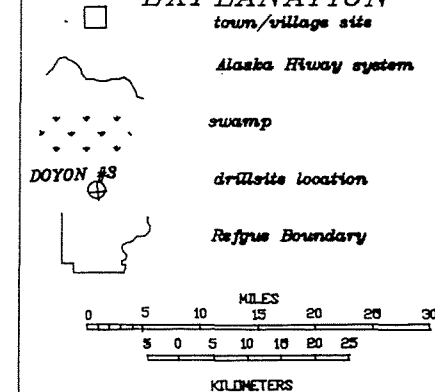 EXPLANATION
town/village site
Alaska Hiway system
swamp
DOYON #3
drillsite location
Refgue Boundary
MILES
0 5 10 15 20 25 30
5 0 5 10 15 20 25
KILOMETERS